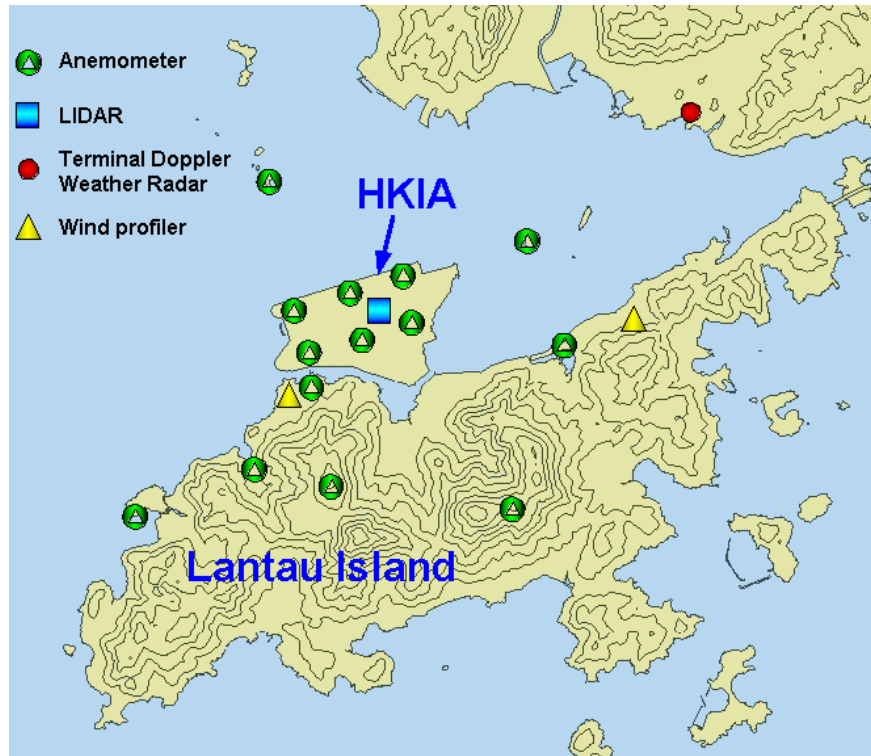 Anemometer
LIDAR
Terminal Doppler
Weather Radar
Wind profiler
HKIA
Lantau Island